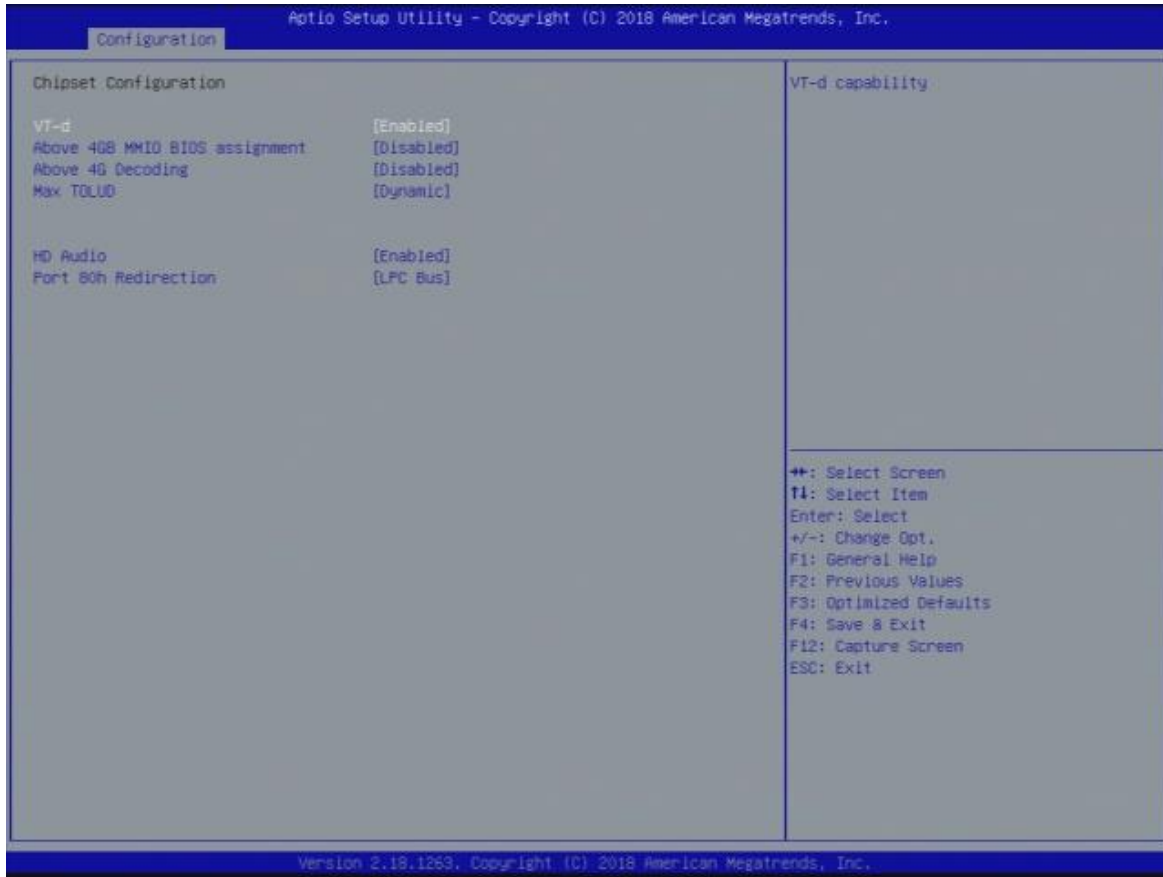 Aptio Setup Utility - Copyright (C) 2018 American Megatrends, Inc.
Configuration
Chipset Configuration
VT-d [Enabled]
Above 4GB MMIO BIOS assignment [Disabled]
Above 4G Decoding [Disabled]
Max TOLUD [Dynamic]
HD Audio [Enabled]
Port 80h Redirection [LPC Bus]
VT-d capability
→←: Select Screen
↑↓: Select Item
Enter: Select
+/-: Change Opt.
F1: General Help
F2: Previous Values
F3: Optimized Defaults
F4: Save & Exit
F12: Capture Screen
ESC: Exit
Version 2.18.1263. Copyright (C) 2018 American Megatrends, Inc.